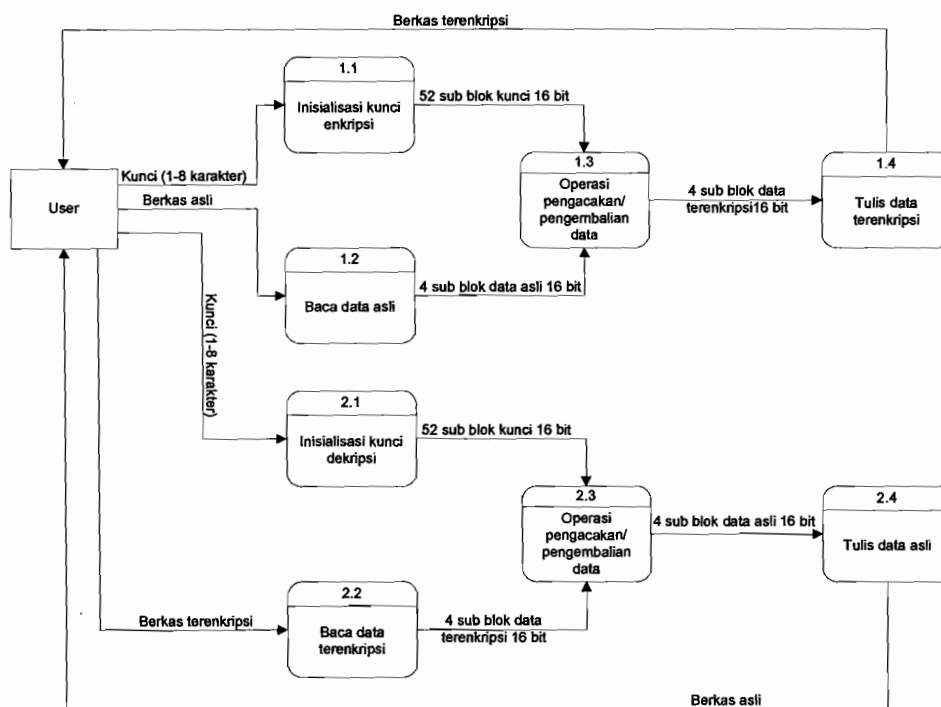 Berkas terenkripsi
1.1
Inisialisasi kunci
enkripsi
52 sub blok kunci 16 bit
Kunci (1-8 karakter)
User
Berkas asli
1.3
Operasi
pengacakan/
pengembalian
data
4 sub blok data
terenkripsi16 bit
1.4
Tulis data
terenkripsi
1.2
Baca data asli
4 sub blok data asli 16 bit
Kunci (1-8 karakter)
2.1
Inisialisasi kunci
dekripsi
52 sub blok kunci 16 bit
2.3
Operasi
pengacakan/
pengembalian
data
4 sub blok data asli 16 bit
2.4
Tulis data asli
2.2
Baca data
terenkripsi
Berkas terenkripsi
4 sub blok data
terenkripsi 16 bit
Berkas asli